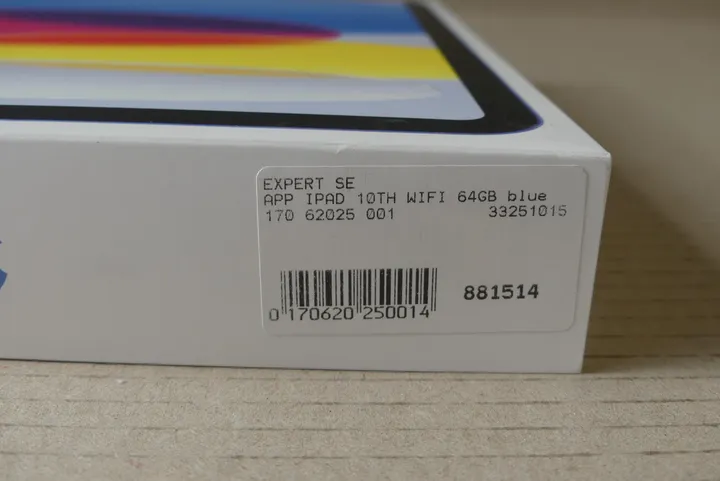 EXPERT SE
APP IPAD 10TH WIFI 64GB blue
170 62025 001 33251015
881514
0 170620 250014